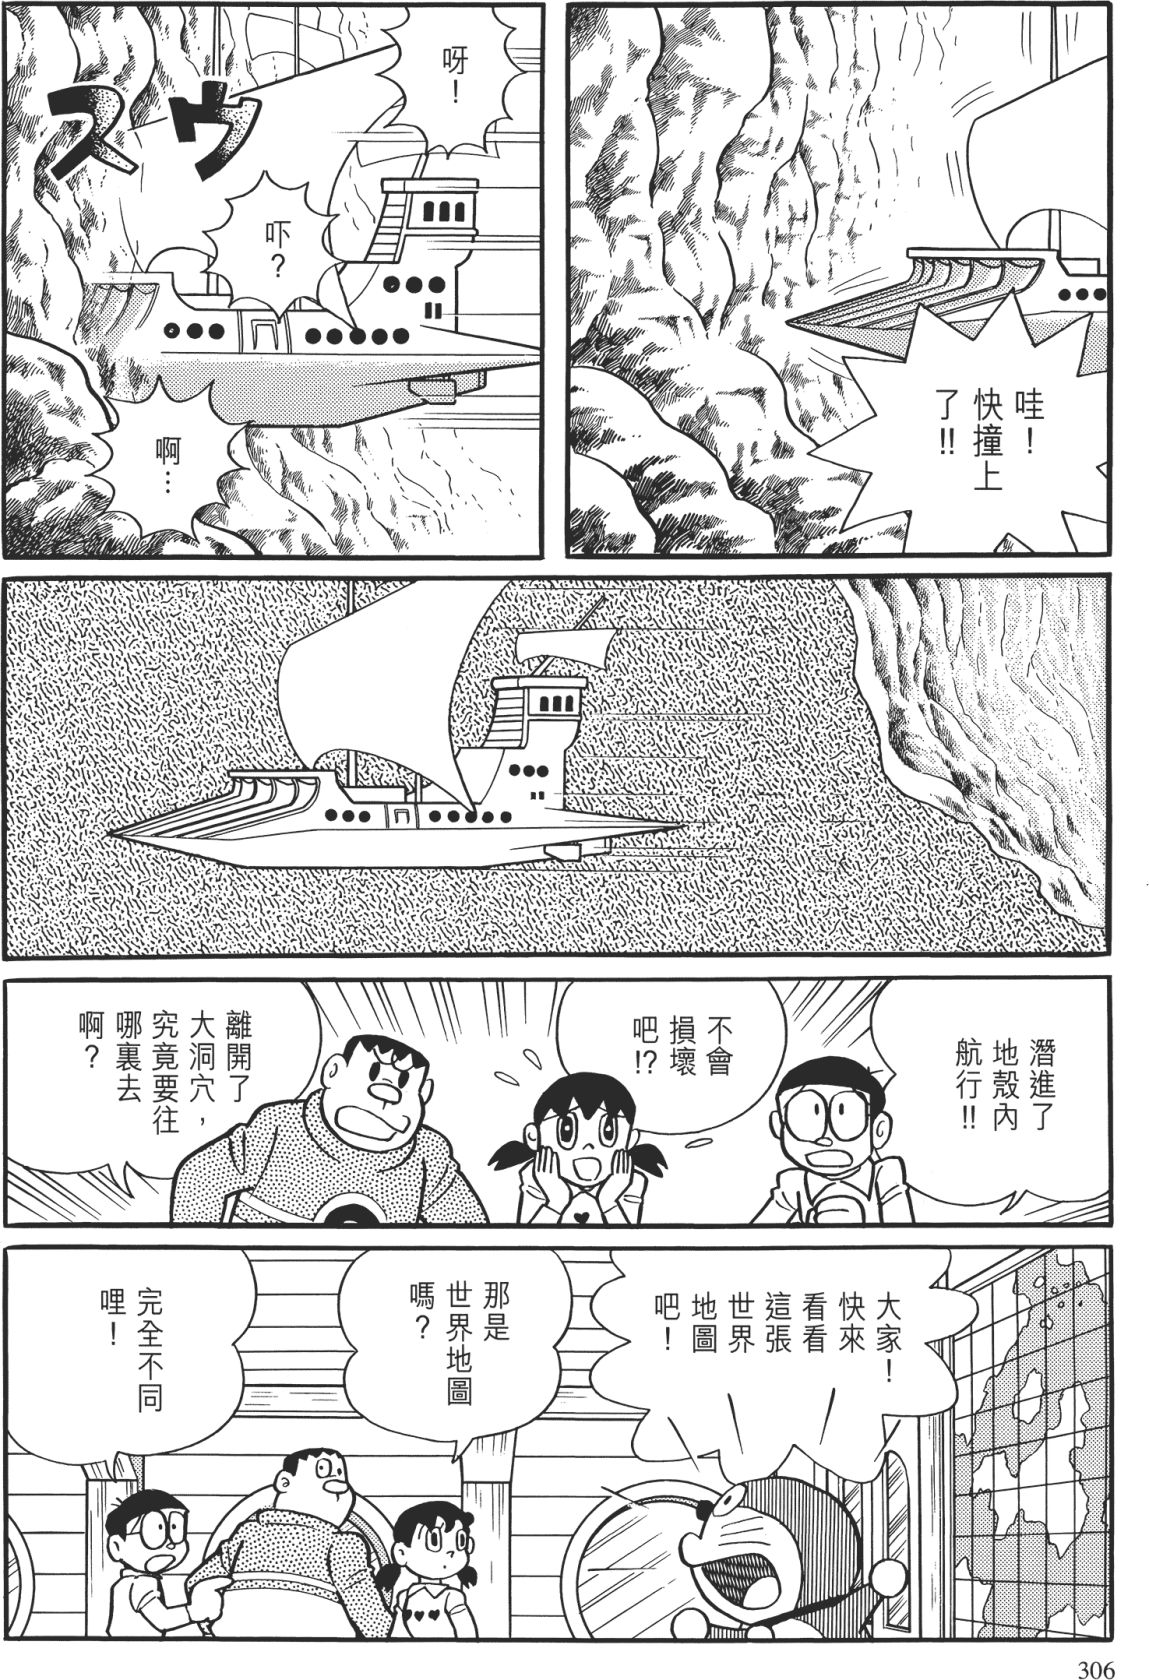 哇！
快撞上
了!!
呀！
スウ
吓？
啊…
潛進了
地殼內
航行!!
不會
損壞
吧!?
離開了
大洞穴，
究竟要往
哪裏去
啊？
大家！
快來
看看
這張
世界
地圖
吧！
那是
世界地圖
嗎？
完全不同
哩！
306